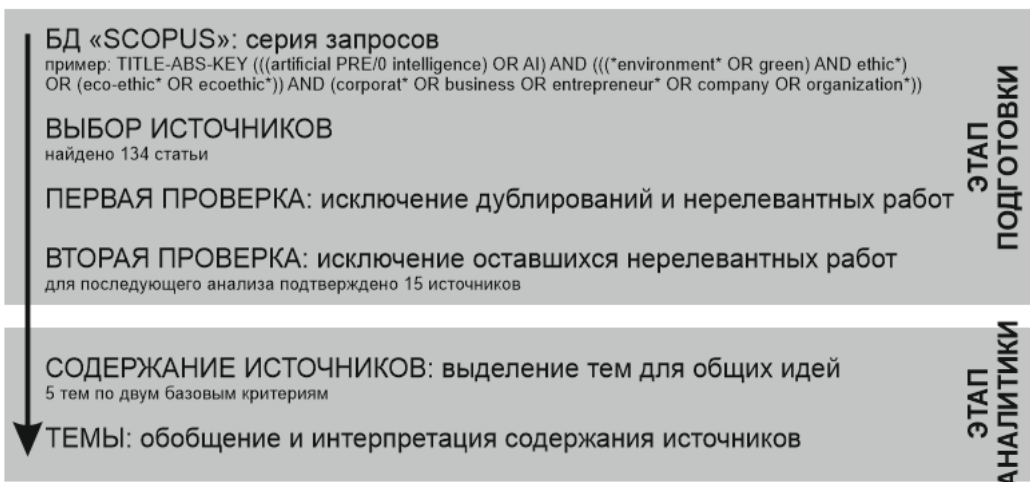 БД «SCOPUS»: серия запросов
пример: TITLE-ABS-KEY (((artificial PRE/0 intelligence) OR AI) AND (((*environment* OR green) AND ethic*)
OR (eco-ethic* OR ecoethic*)) AND (corporat* OR business OR entrepreneur* OR company OR organization*))
ВЫБОР ИСТОЧНИКОВ
найдено 134 статьи
ПЕРВАЯ ПРОВЕРКА: исключение дублирований и нерелевантных работ
ВТОРАЯ ПРОВЕРКА: исключение оставшихся нерелевантных работ
для последующего анализа подтверждено 15 источников
ЭТАП
ПОДГОТОВКИ
СОДЕРЖАНИЕ ИСТОЧНИКОВ: выделение тем для общих идей
5 тем по двум базовым критериям
ТЕМЫ: обобщение и интерпретация содержания источников
ЭТАП
АНАЛИТИКИ